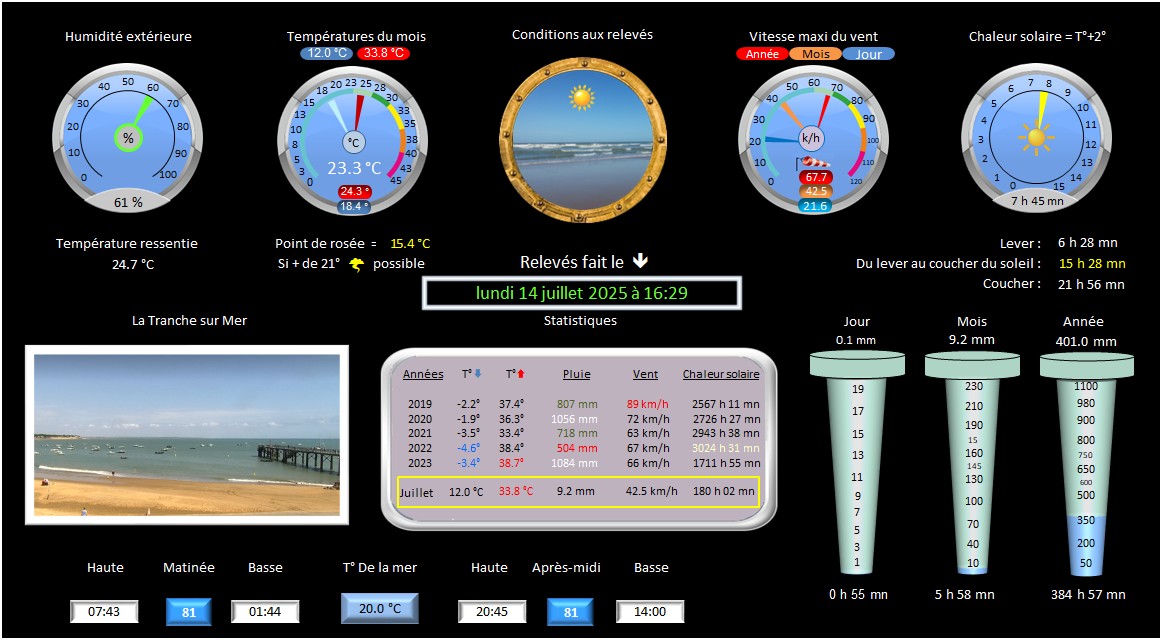 Humidité extérieure
Températures du mois
12.0 °C 33.8 °C
Conditions aux relevés
Vitesse maxi du vent
Année Mois Jour
Chaleur solaire = T°+2°
0 10 20 30 40 50 60 70 80 90 100
%
61 %
0 3 5 8 10 13 15 18 20 23 25 28 30 33 35 38 40 43 45
°C
23.3 °C
24.3 °
18.4 °
0 10 20 30 40 50 60 70 80 90 100 110 120
k/h
67.7
42.5
21.6
0 1 2 3 4 5 6 7 8 9 10 11 12 13 14 15
7 h 45 mn
Température ressentie
24.7 °C
Point de rosée = 15.4 °C
Si + de 21° possible
Relevés fait le
lundi 14 juillet 2025 à 16:29
Lever : 6 h 28 mn
Du lever au coucher du soleil : 15 h 28 mn
Coucher : 21 h 56 mn
La Tranche sur Mer
Statistiques
Années T° T° Pluie Vent Chaleur solaire
2019 -2.2° 37.4° 807 mm 89 km/h 2567 h 11 mn
2020 -1.9° 36.3° 1056 mm 72 km/h 2726 h 27 mn
2021 -3.5° 33.4° 718 mm 63 km/h 2943 h 38 mn
2022 -4.6° 38.4° 504 mm 67 km/h 3024 h 31 mn
2023 -3.4° 38.7° 1084 mm 66 km/h 1711 h 55 mn
Juillet 12.0 °C 33.8 °C 9.2 mm 42.5 km/h 180 h 02 mn
Jour
0.1 mm
19
17
15
13
11
9
7
5
3
1
0 h 55 mn
Mois
9.2 mm
230
210
190
15
160
145
130
100
70
40
10
5 h 58 mn
Année
401.0 mm
1100
980
900
800
750
650
600
500
350
200
50
384 h 57 mn
Haute Matinée Basse T° De la mer Haute Après-midi Basse
07:43 81 01:44 20.0 °C 20:45 81 14:00